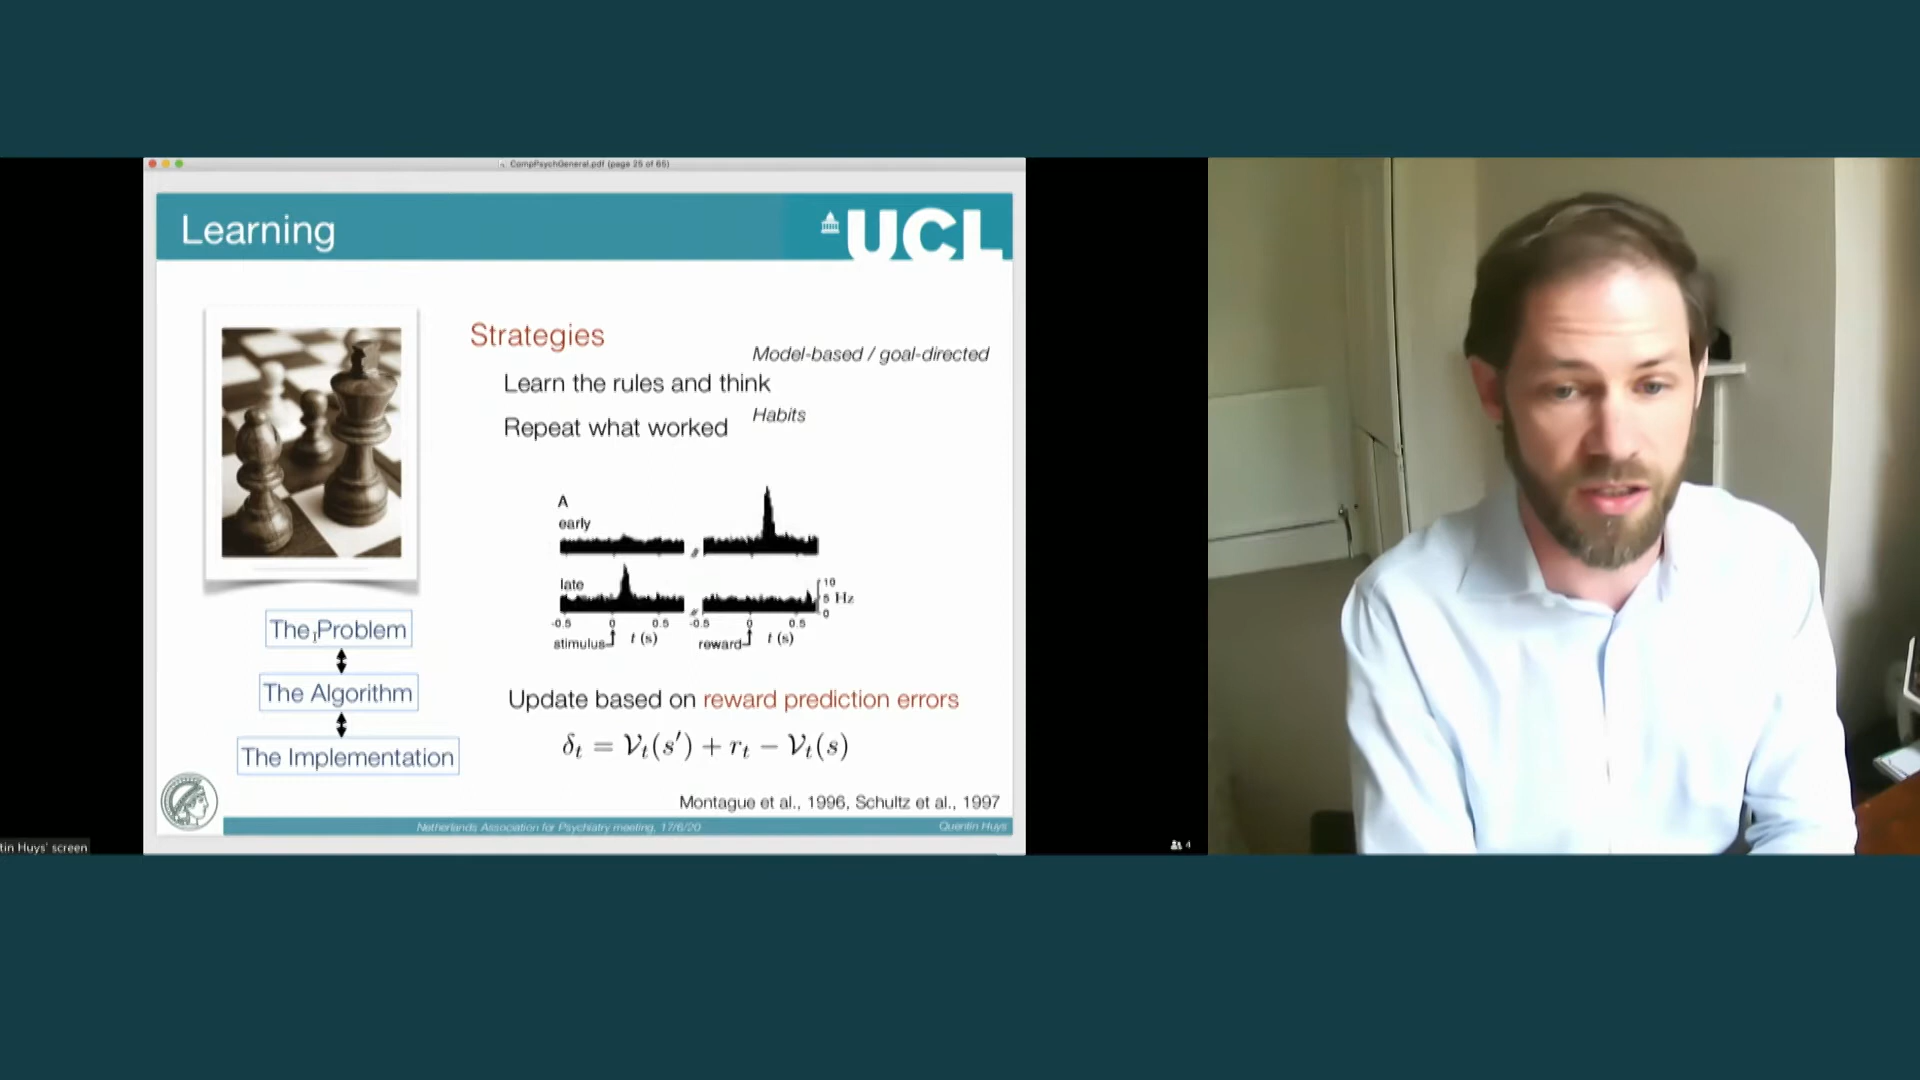 CompPsychGeneral.pdf (page 25 of 65)
Learning
UCL
Strategies
Model-based / goal-directed
Learn the rules and think
Habits
Repeat what worked
A
early
late
10
5 Hz
0
-0.5 0 0.5 -0.5 0 0.5
stimulus t (s) reward t (s)
The Problem
The Algorithm
The Implementation
Update based on reward prediction errors
δₜ = 𝒱ₜ(s′) + rₜ − 𝒱ₜ(s)
Montague et al., 1996, Schultz et al., 1997
Netherlands Association for Psychiatry meeting, 17/6/20
Quentin Huys
tin Huys' screen
4